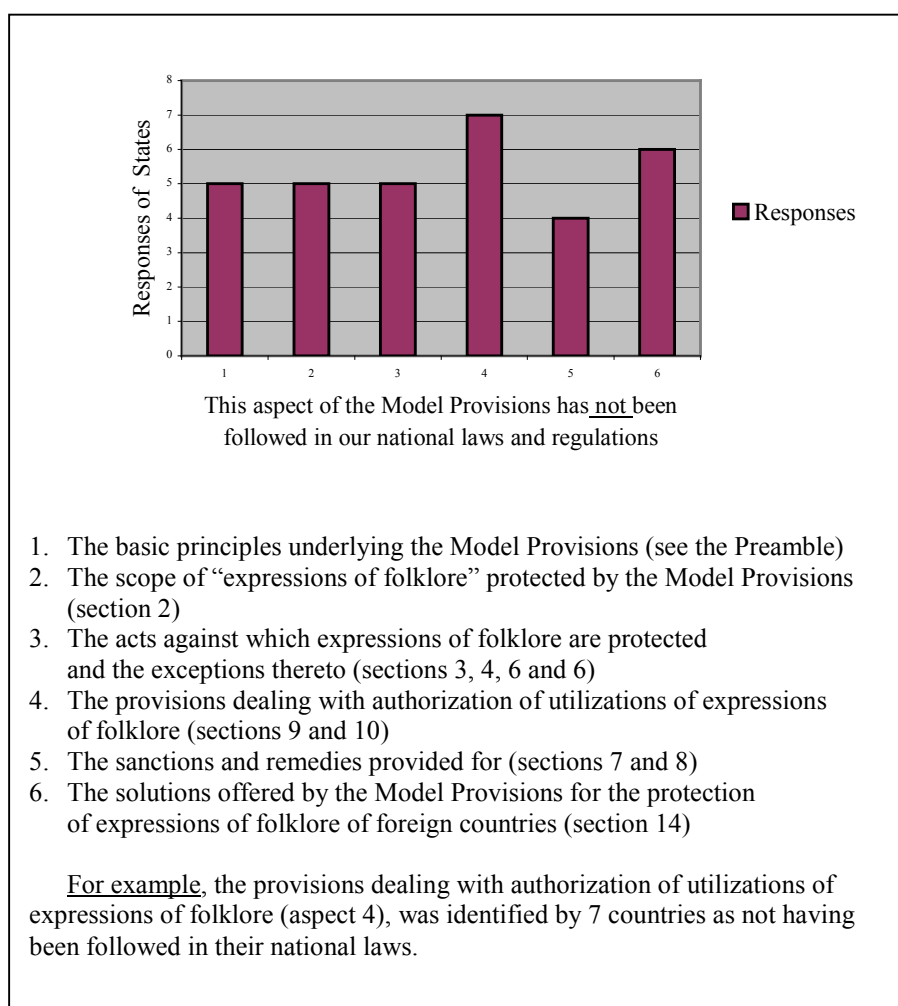 8
7
6
5
4
3
2
1
0
Responses of States
1 2 3 4 5 6
Responses
This aspect of the Model Provisions has not been
followed in our national laws and regulations
1. The basic principles underlying the Model Provisions (see the Preamble)
2. The scope of “expressions of folklore” protected by the Model Provisions
(section 2)
3. The acts against which expressions of folklore are protected
and the exceptions thereto (sections 3, 4, 6 and 6)
4. The provisions dealing with authorization of utilizations of expressions
of folklore (sections 9 and 10)
5. The sanctions and remedies provided for (sections 7 and 8)
6. The solutions offered by the Model Provisions for the protection
of expressions of folklore of foreign countries (section 14)
For example, the provisions dealing with authorization of utilizations of
expressions of folklore (aspect 4), was identified by 7 countries as not having
been followed in their national laws.